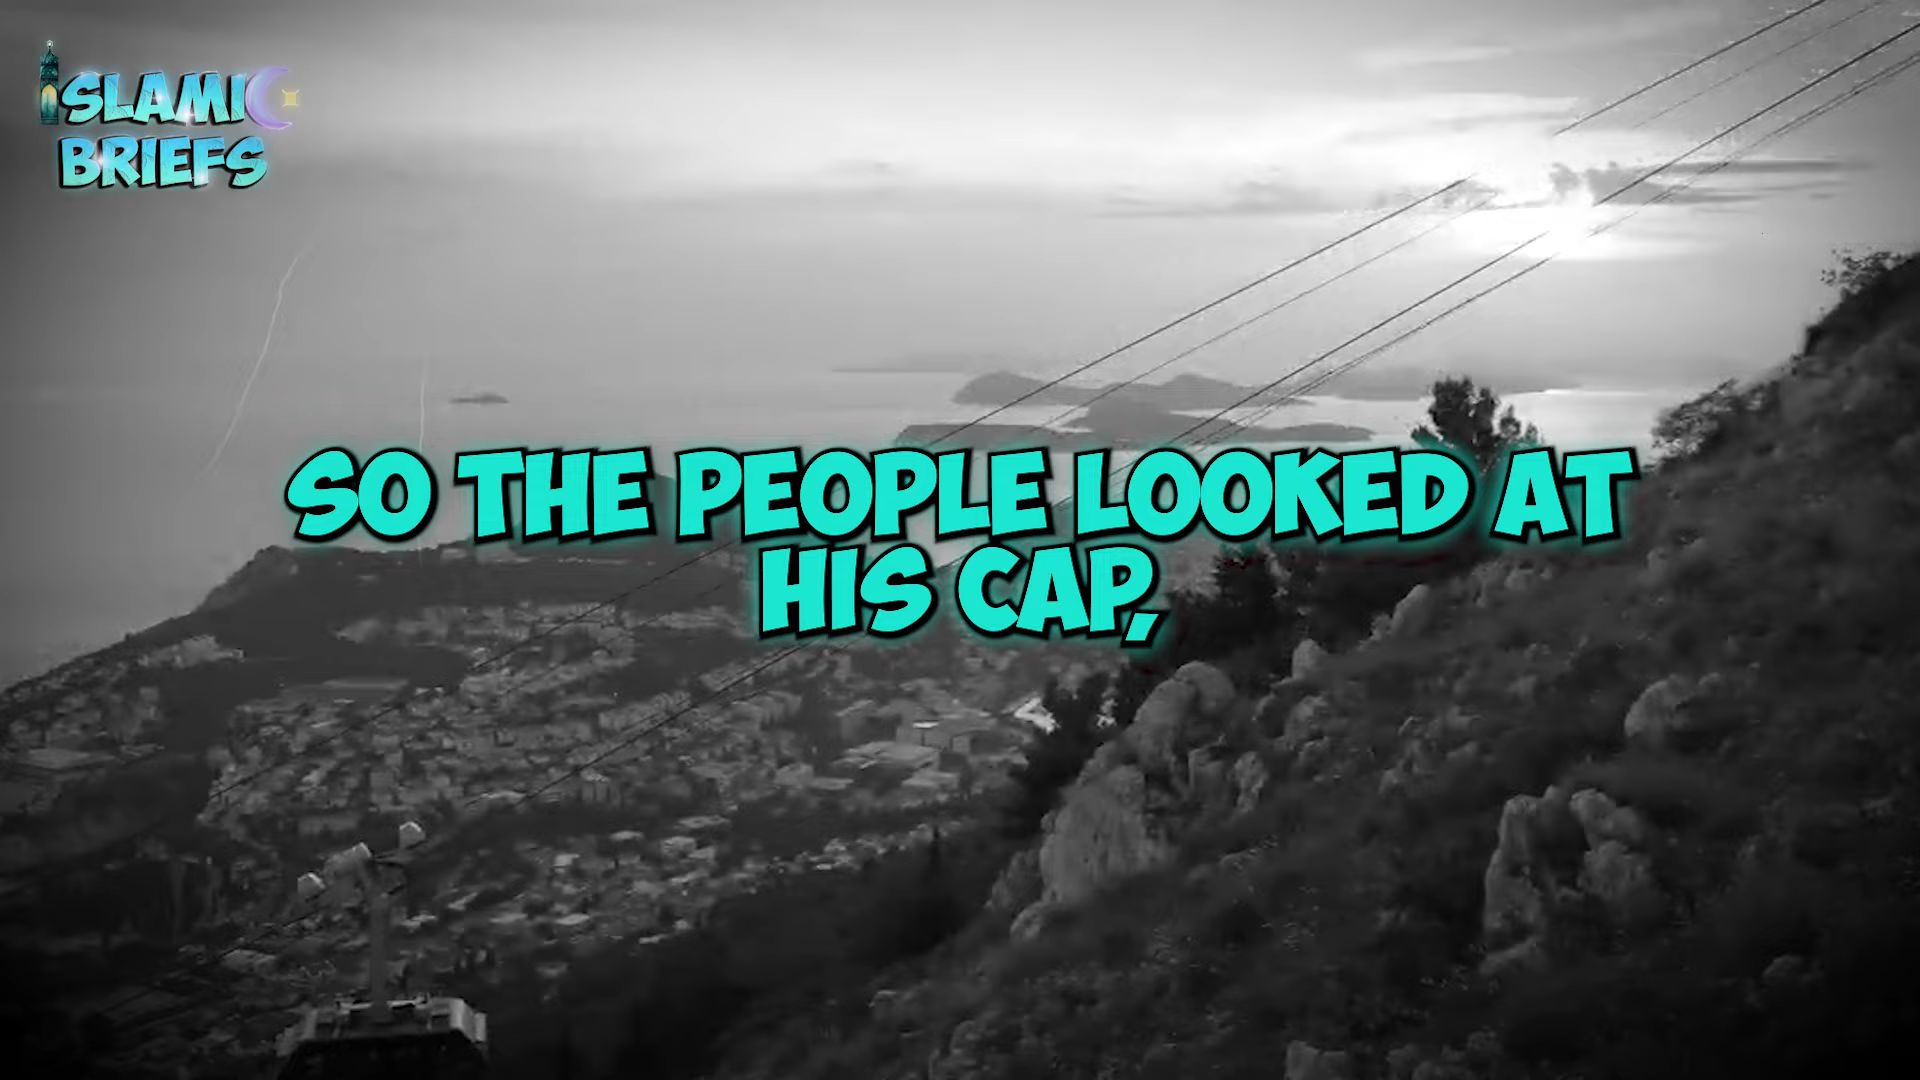 ISLAMIC
BRIEFS
SO THE PEOPLE LOOKED AT
HIS CAP,